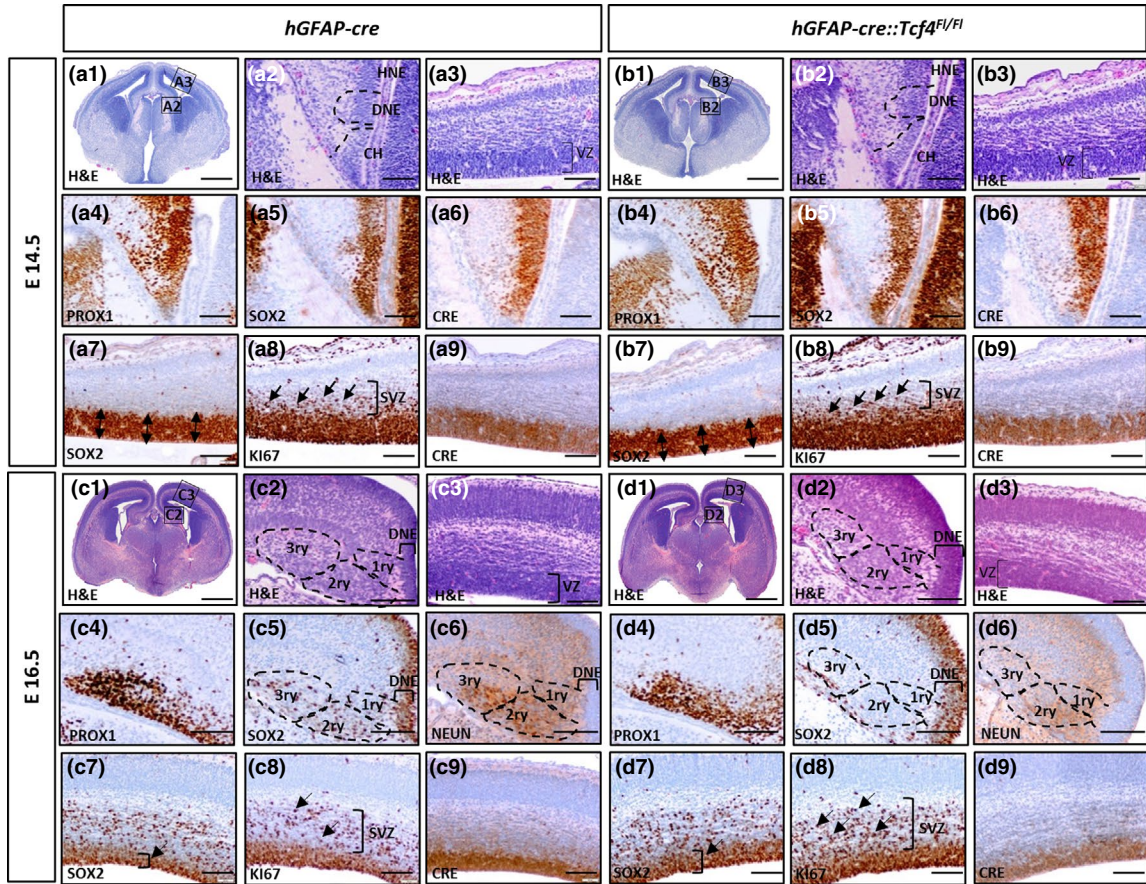 hGFAP-cre
hGFAP-cre::Tcf4Fl/Fl
E 14.5
(a1)
A3
A2
H&E
(a2)
HNE
DNE
CH
H&E
(a3)
VZ
H&E
(b1)
B3
B2
H&E
(b2)
HNE
DNE
CH
H&E
(b3)
VZ
H&E
(a4)
PROX1
(a5)
SOX2
(a6)
CRE
(b4)
PROX1
(b5)
SOX2
(b6)
CRE
(a7)
SOX2
(a8)
SVZ
KI67
(a9)
CRE
(b7)
SOX2
(b8)
SVZ
KI67
(b9)
CRE
E 16.5
(c1)
C3
C2
H&E
(c2)
DNE
3ry
1ry
2ry
H&E
(c3)
VZ
H&E
(d1)
D3
D2
H&E
(d2)
DNE
3ry
1ry
2ry
H&E
(d3)
VZ
H&E
(c4)
PROX1
(c5)
DNE
3ry
1ry
2ry
SOX2
(c6)
DNE
3ry
1ry
2ry
NEUN
(d4)
PROX1
(d5)
DNE
3ry
1ry
2ry
SOX2
(d6)
DNE
3ry
1ry
2ry
NEUN
(c7)
SOX2
(c8)
SVZ
KI67
(c9)
CRE
(d7)
SOX2
(d8)
SVZ
KI67
(d9)
CRE